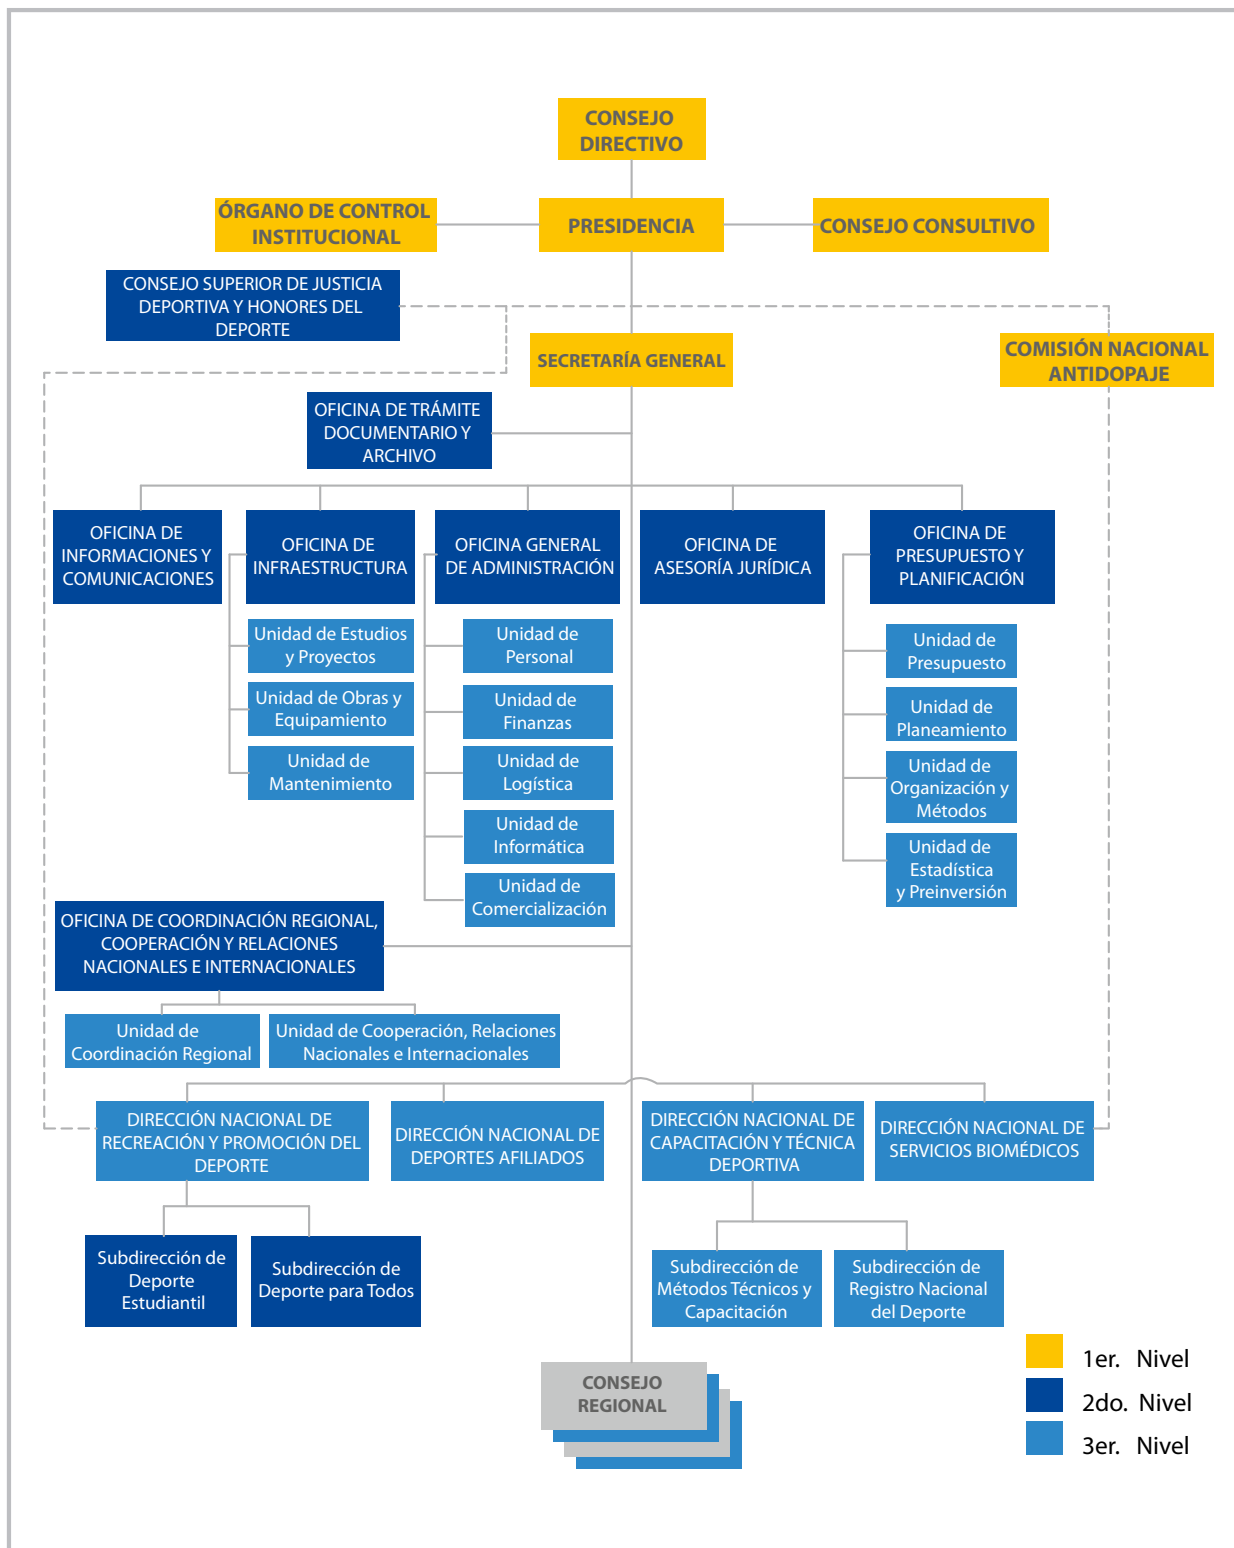 CONSEJO
DIRECTIVO
ÓRGANO DE CONTROL
INSTITUCIONAL
PRESIDENCIA
CONSEJO CONSULTIVO
CONSEJO SUPERIOR DE JUSTICIA
DEPORTIVA Y HONORES DEL
DEPORTE
SECRETARÍA GENERAL
COMISIÓN NACIONAL
ANTIDOPAJE
OFICINA DE TRÁMITE
DOCUMENTARIO Y
ARCHIVO
OFICINA DE
INFORMACIONES Y
COMUNICACIONES
OFICINA DE
INFRAESTRUCTURA
OFICINA GENERAL
DE ADMINISTRACIÓN
OFICINA DE
ASESORÍA JURÍDICA
OFICINA DE
PRESUPUESTO Y
PLANIFICACIÓN
Unidad de Estudios
y Proyectos
Unidad de Obras y
Equipamiento
Unidad de
Mantenimiento
Unidad de
Personal
Unidad de
Finanzas
Unidad de
Logística
Unidad de
Informática
Unidad de
Comercialización
Unidad de
Presupuesto
Unidad de
Planeamiento
Unidad de
Organización y
Métodos
Unidad de
Estadística
y Preinversión
OFICINA DE COORDINACIÓN REGIONAL,
COOPERACIÓN Y RELACIONES
NACIONALES E INTERNACIONALES
Unidad de
Coordinación Regional
Unidad de Cooperación, Relaciones
Nacionales e Internacionales
DIRECCIÓN NACIONAL DE
RECREACIÓN Y PROMOCIÓN DEL
DEPORTE
DIRECCIÓN NACIONAL DE
DEPORTES AFILIADOS
DIRECCIÓN NACIONAL DE
CAPACITACIÓN Y TÉCNICA
DEPORTIVA
DIRECCIÓN NACIONAL DE
SERVICIOS BIOMÉDICOS
Subdirección de
Deporte
Estudiantil
Subdirección de
Deporte para Todos
Subdirección de
Métodos Técnicos y
Capacitación
Subdirección de
Registro Nacional
del Deporte
CONSEJO
REGIONAL
1er. Nivel
2do. Nivel
3er. Nivel